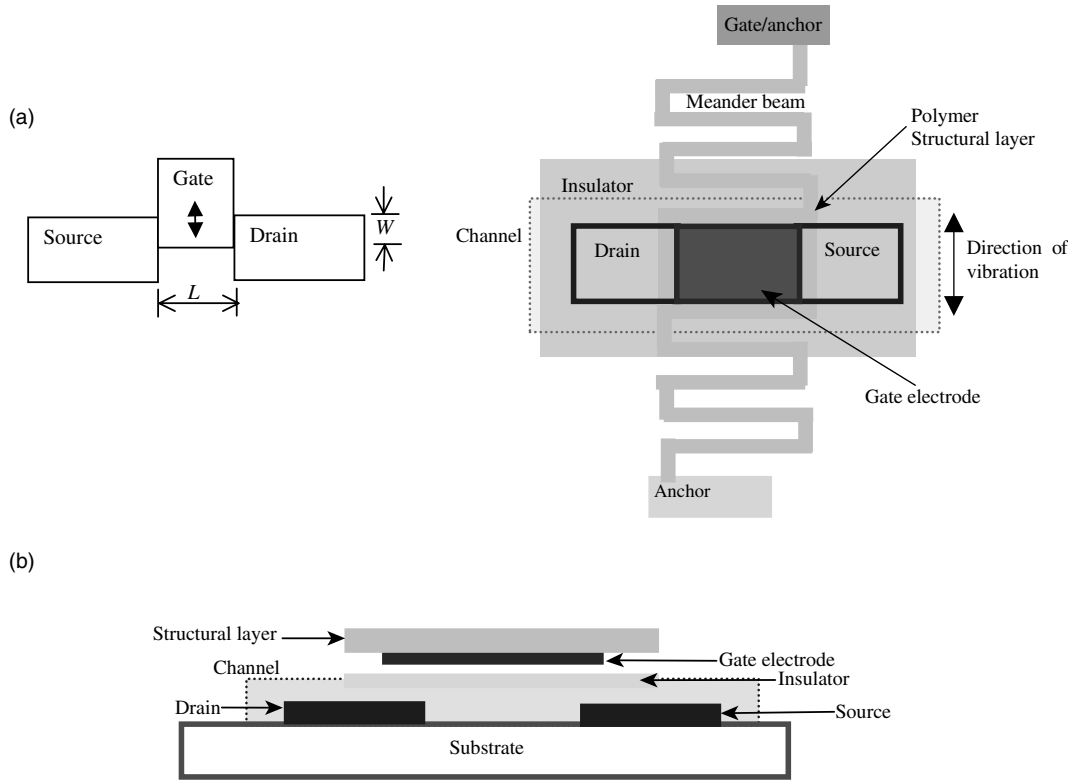 (a)
Gate
Source
Drain
W
L
Gate/anchor
Meander beam
Polymer
Structural layer
Insulator
Channel
Drain
Source
Direction of
vibration
Gate electrode
Anchor
(b)
Structural layer
Gate electrode
Channel
Insulator
Drain
Source
Substrate